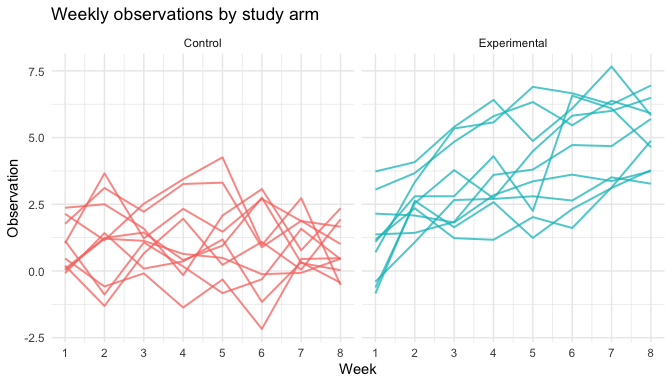 Weekly observations by study arm
Control
Experimental
7.5
5.0
2.5
0.0
-2.5
1 2 3 4 5 6 7 8
1 2 3 4 5 6 7 8
Week
Observation